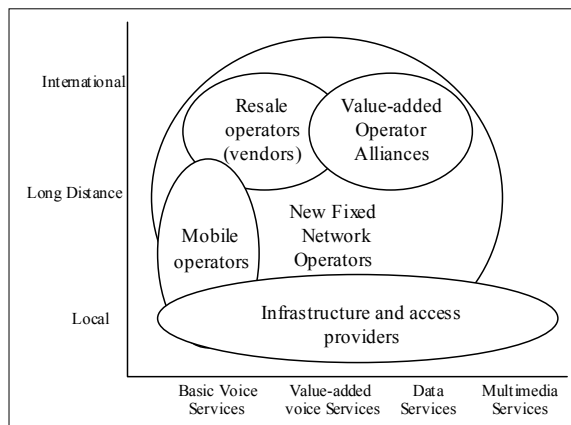 International
Long Distance
Local
Resale
operators
(vendors)
Value-added
Operator
Alliances
Mobile
operators
New Fixed
Network
Operators
Infrastructure and access
providers
Basic Voice
Services
Value-added
voice Services
Data
Services
Multimedia
Services